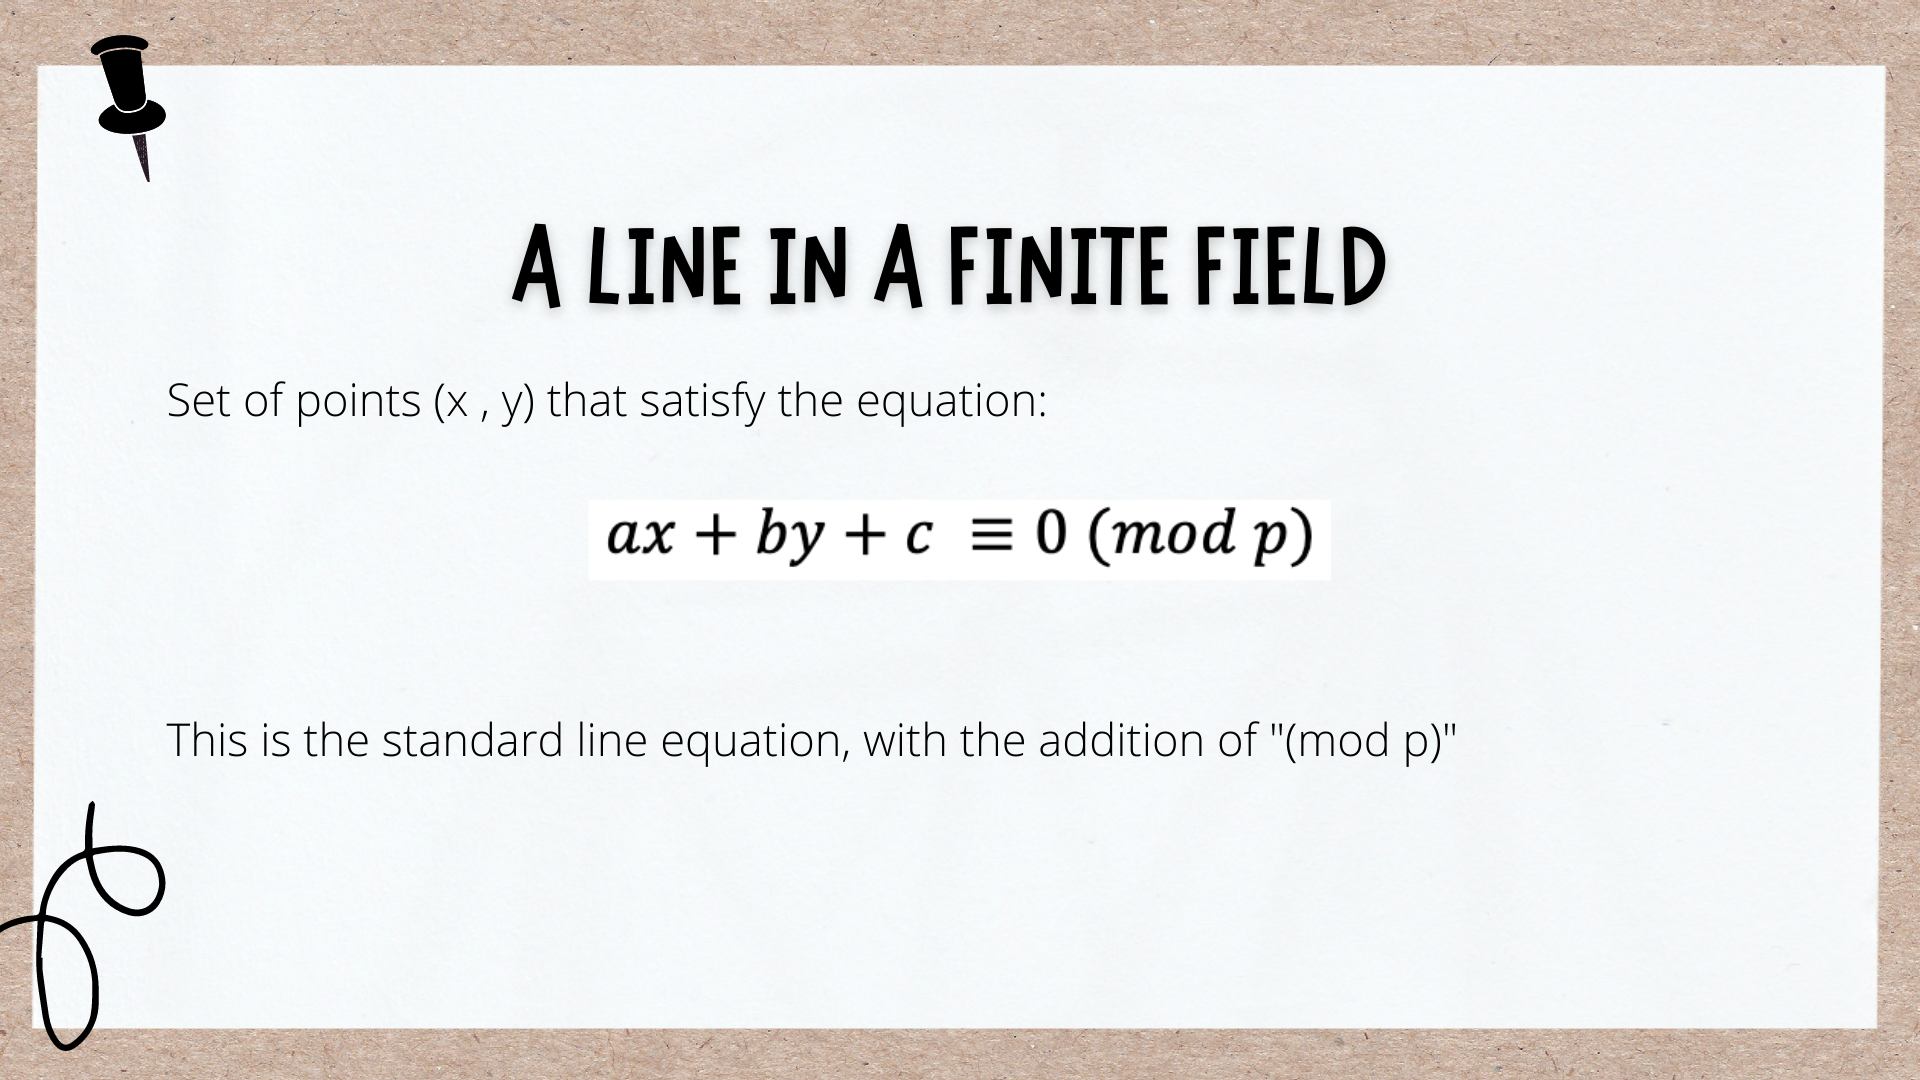 A LINE IN A FINITE FIELD
Set of points (x , y) that satisfy the equation:
ax + by + c ≡ 0 (mod p)
This is the standard line equation, with the addition of "(mod p)"